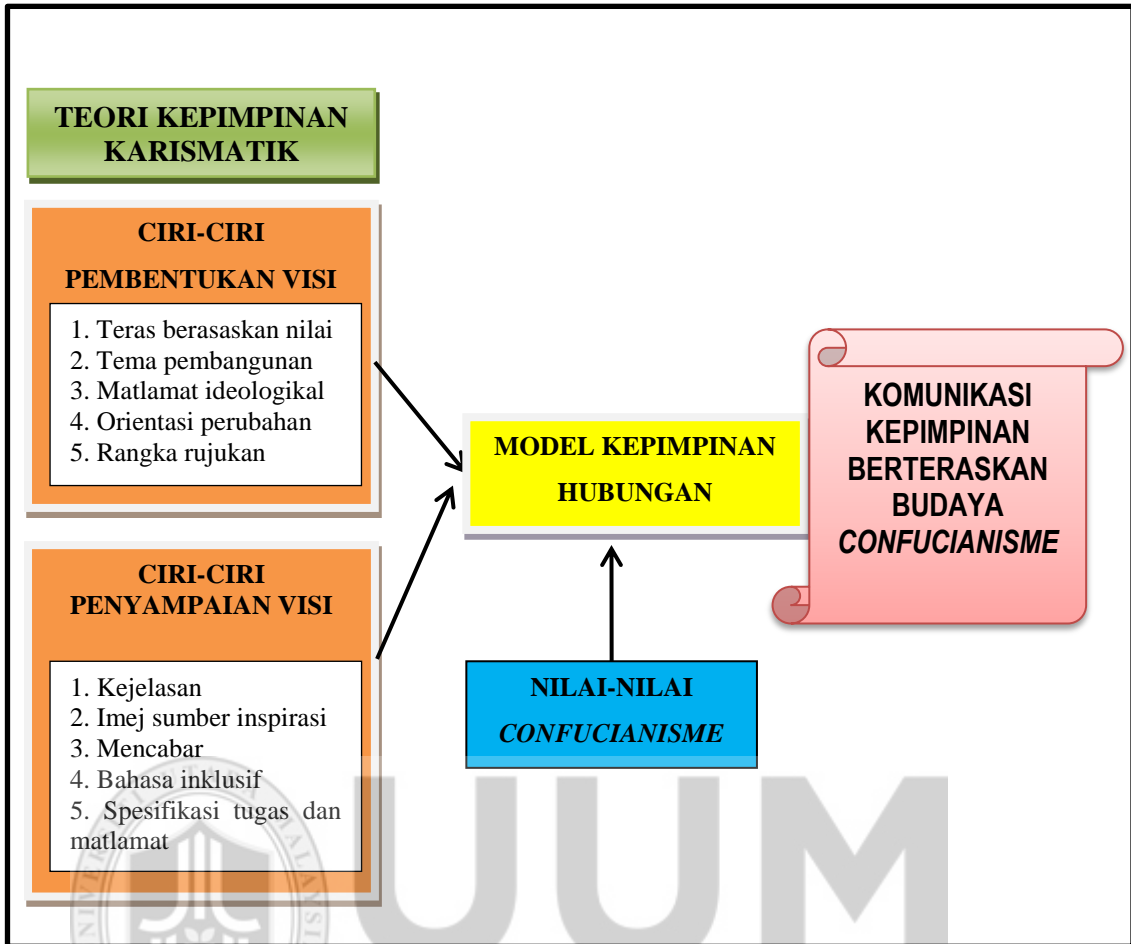 TEORI KEPIMPINAN
KARISMATIK
CIRI-CIRI
PEMBENTUKAN VISI
1. Teras berasaskan nilai
2. Tema pembangunan
3. Matlamat ideologikal
4. Orientasi perubahan
5. Rangka rujukan
CIRI-CIRI
PENYAMPAIAN VISI
1. Kejelasan
2. Imej sumber inspirasi
3. Mencabar
4. Bahasa inklusif
5. Spesifikasi tugas dan
matlamat
MODEL KEPIMPINAN
HUBUNGAN
NILAI-NILAI
CONFUCIANISME
KOMUNIKASI
KEPIMPINAN
BERTERASKAN
BUDAYA
CONFUCIANISME
UUM